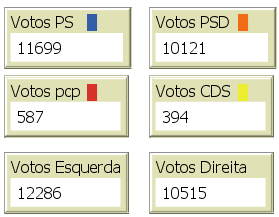 Votos PS
Votos PSD
11699
10121
Votos pcp
Votos CDS
587
394
Votos Esquerda
Votos Direita
12286
10515